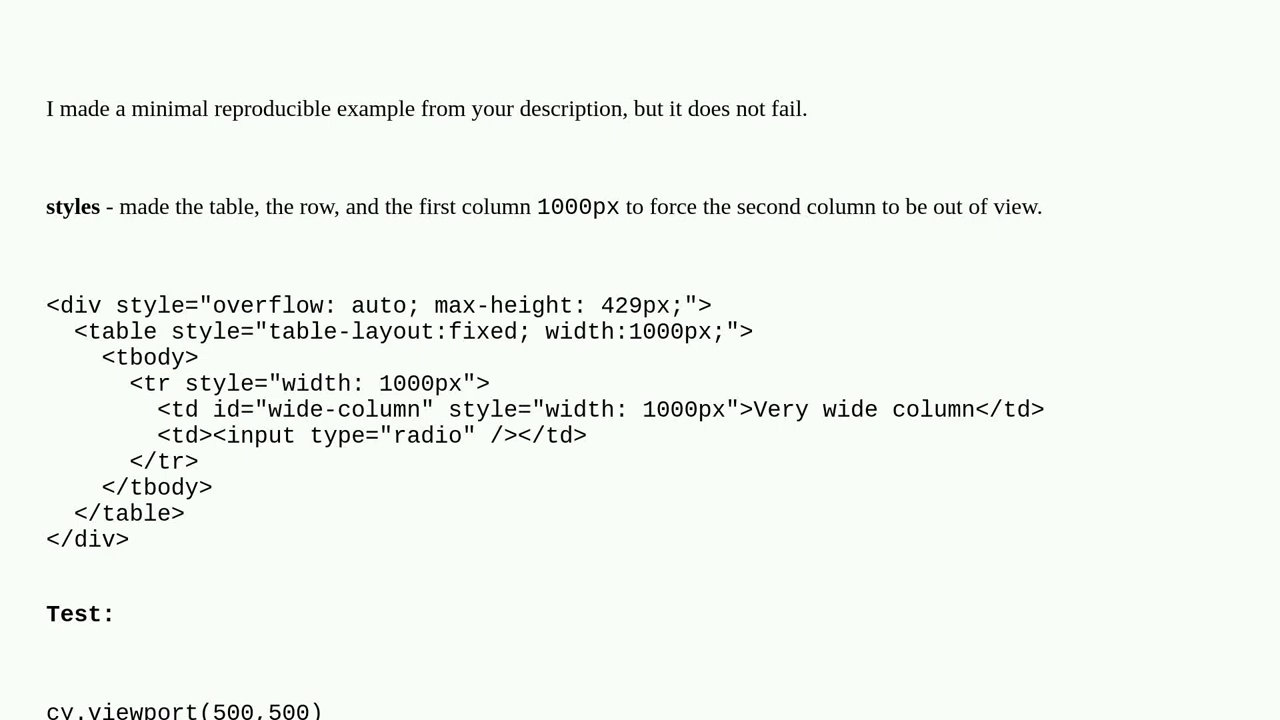 I made a minimal reproducible example from your description, but it does not fail.
styles - made the table, the row, and the first column 1000px to force the second column to be out of view.
<div style="overflow: auto; max-height: 429px;">
  <table style="table-layout:fixed; width:1000px;">
    <tbody>
      <tr style="width: 1000px">
        <td id="wide-column" style="width: 1000px">Very wide column</td>
        <td><input type="radio" /></td>
      </tr>
    </tbody>
  </table>
</div>
Test:
cy.viewport(500,500)